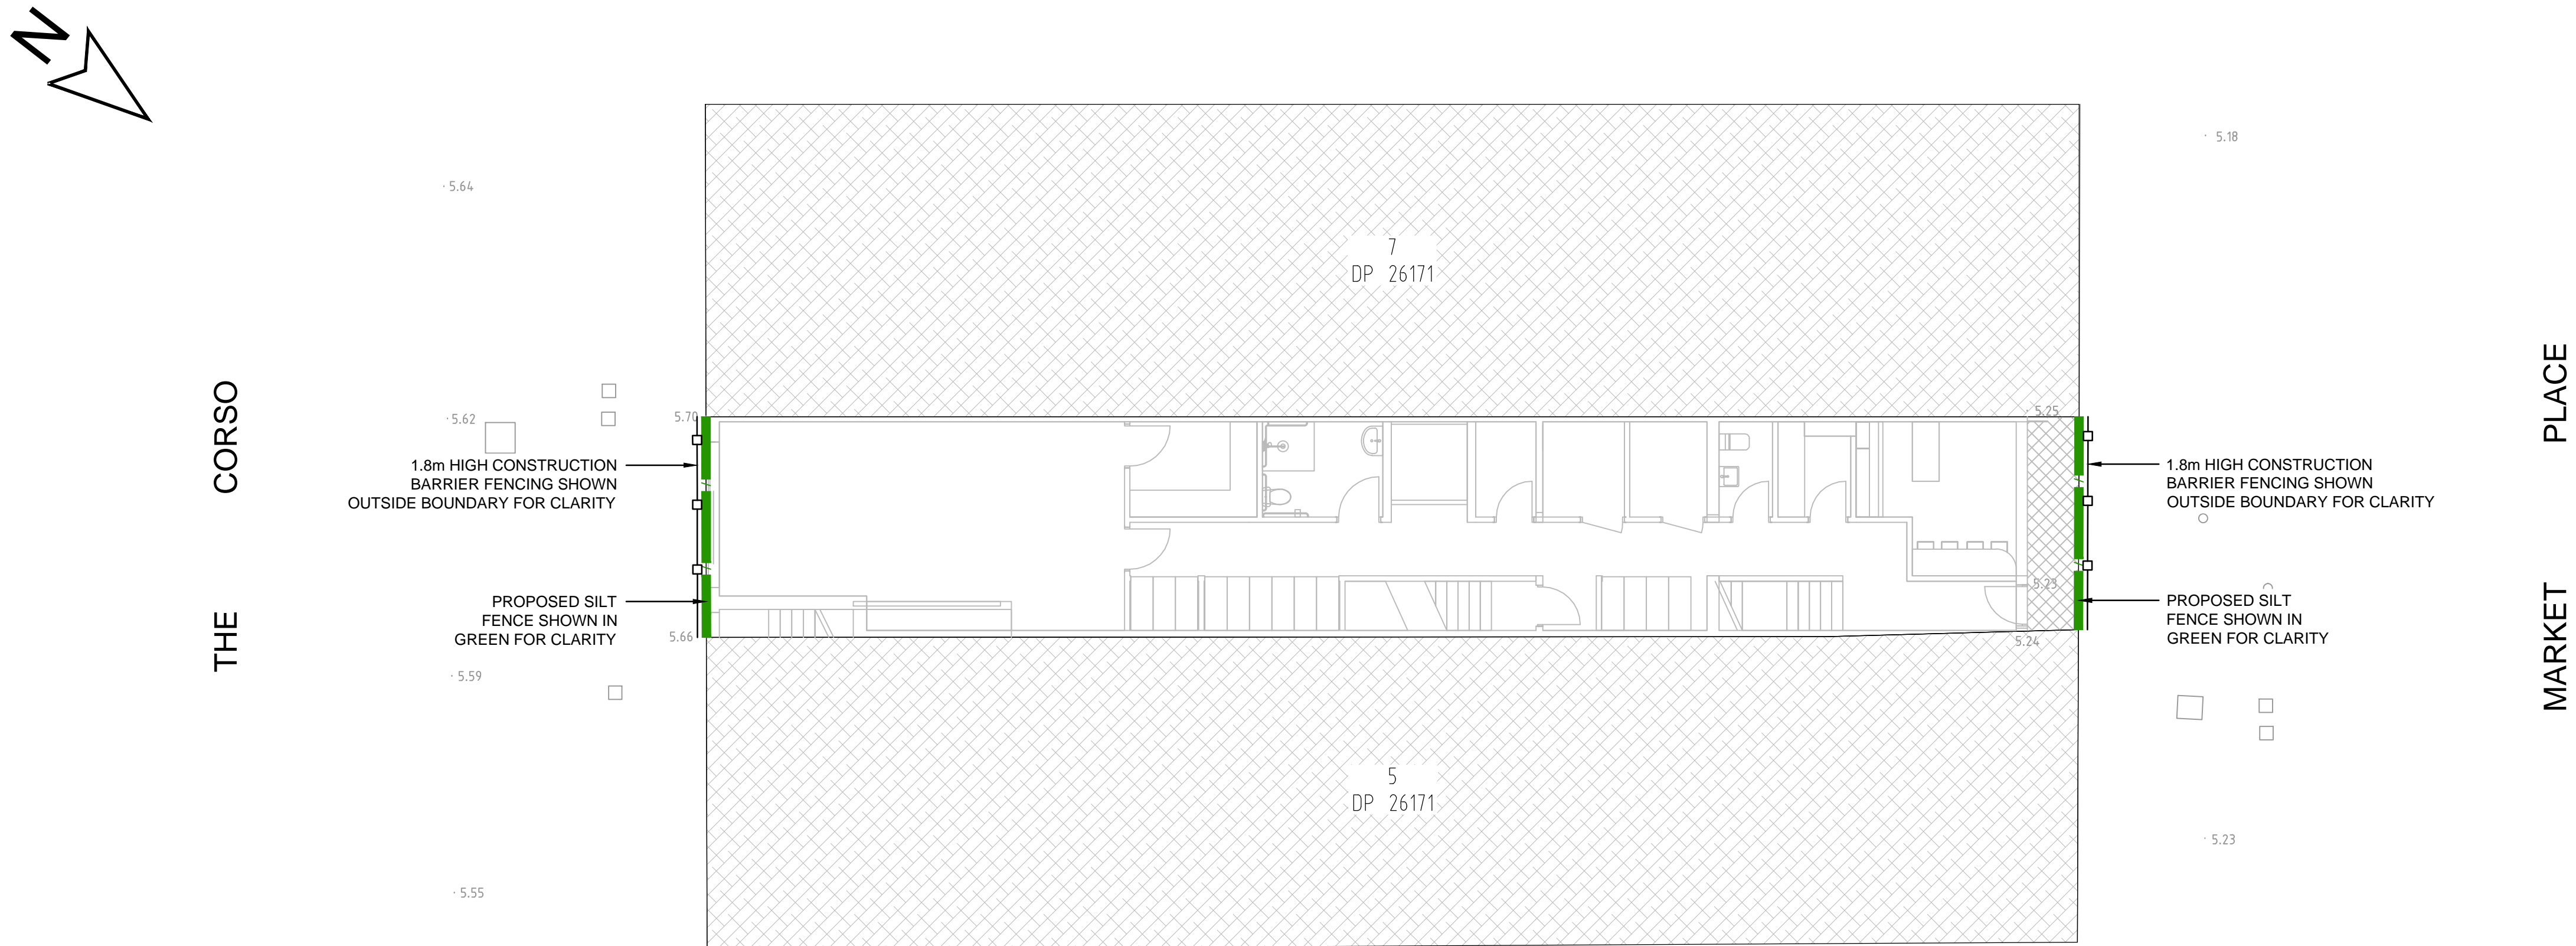 N
5.18
5.64
7
DP 26171
THE CORSO
MARKET PLACE
5.62
5.70
5.25
1.8m HIGH CONSTRUCTION
BARRIER FENCING SHOWN
OUTSIDE BOUNDARY FOR CLARITY
1.8m HIGH CONSTRUCTION
BARRIER FENCING SHOWN
OUTSIDE BOUNDARY FOR CLARITY
5.23
PROPOSED SILT
FENCE SHOWN IN
GREEN FOR CLARITY
PROPOSED SILT
FENCE SHOWN IN
GREEN FOR CLARITY
5.66
5.24
5.59
5
DP 26171
5.23
5.55